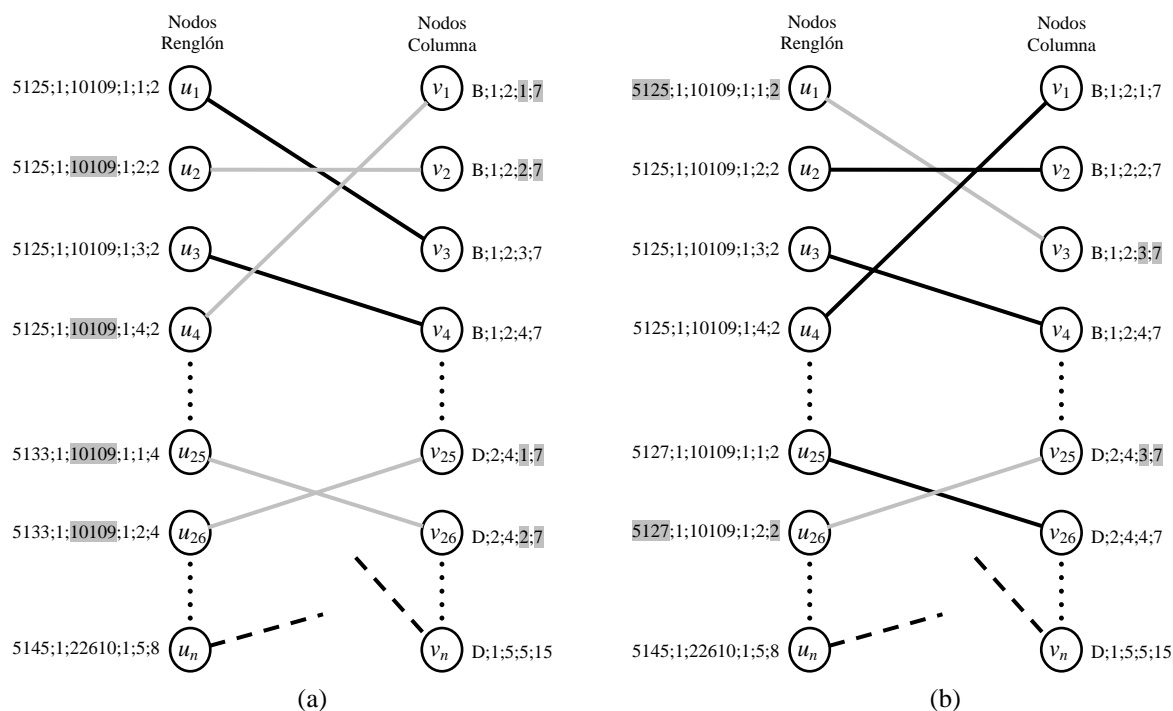 Nodos Renglón
Nodos Columna
5125;1;10109;1;1;2 u1 v1 B;1;2;1;7
5125;1;10109;1;2;2 u2 v2 B;1;2;2;7
5125;1;10109;1;3;2 u3 v3 B;1;2;3;7
5125;1;10109;1;4;2 u4 v4 B;1;2;4;7
5133;1;10109;1;1;4 u25 v25 D;2;4;1;7
5133;1;10109;1;2;4 u26 v26 D;2;4;2;7
5145;1;22610;1;5;8 un vn D;1;5;5;15
(a)
Nodos Renglón
Nodos Columna
5125;1;10109;1;1;2 u1 v1 B;1;2;1;7
5125;1;10109;1;2;2 u2 v2 B;1;2;2;7
5125;1;10109;1;3;2 u3 v3 B;1;2;3;7
5125;1;10109;1;4;2 u4 v4 B;1;2;4;7
5127;1;10109;1;1;2 u25 v25 D;2;4;3;7
5127;1;10109;1;2;2 u26 v26 D;2;4;4;7
5145;1;22610;1;5;8 un vn D;1;5;5;15
(b)